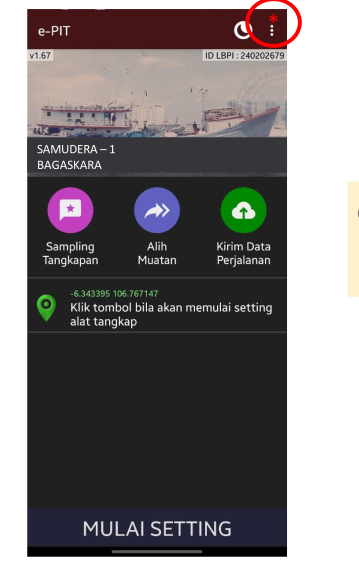 e-PIT
*
v1.67
ID LBPI : 240202679
SAMUDERA – 1
BAGASKARA
Sampling
Tangkapan
Alih
Muatan
Kirim Data
Perjalanan
-6.343395 106.767147
Klik tombol bila akan memulai setting
alat tangkap
MULAI SETTING